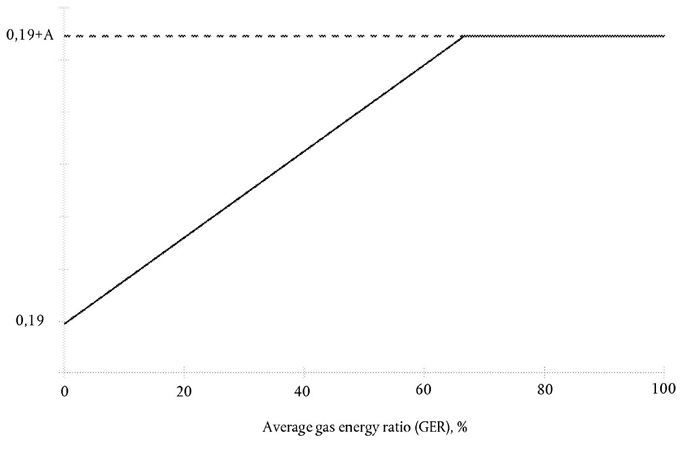 0,19+A
0,19
0 20 40 60 80 100
Average gas energy ratio (GER), %